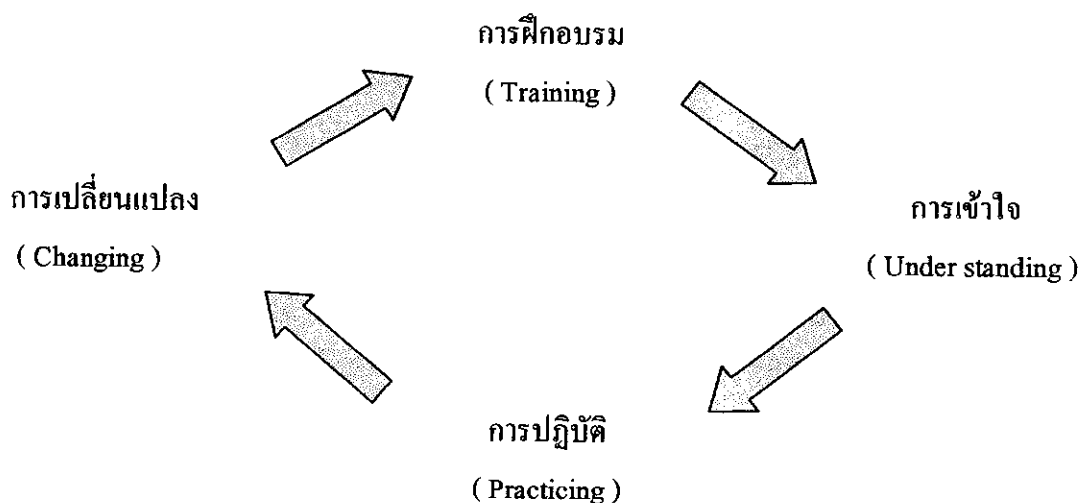 การฝึกอบรม
( Training )
การเปลี่ยนแปลง
( Changing )
การเข้าใจ
( Under standing )
การปฏิบัติ
( Practicing )